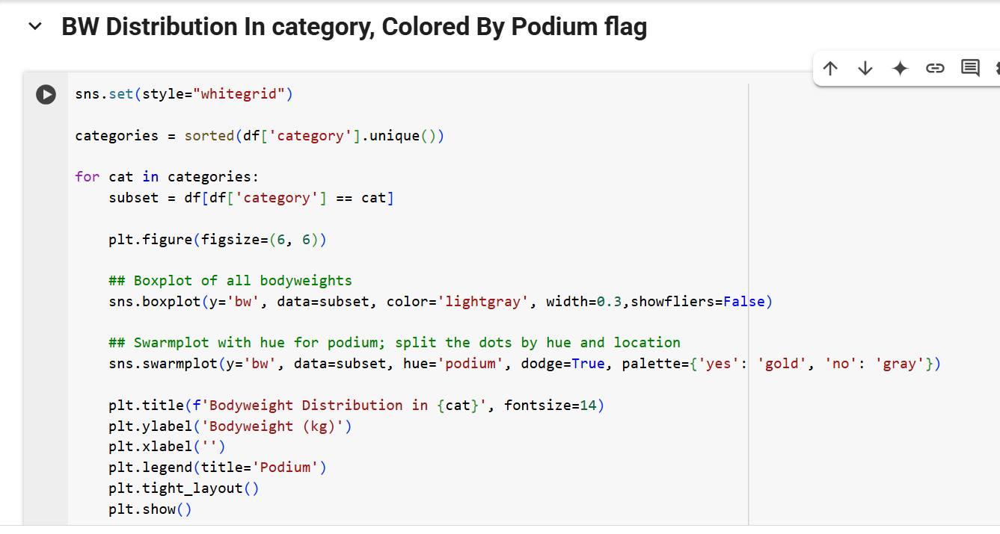 BW Distribution In category, Colored By Podium flag
sns.set(style="whitegrid")
categories = sorted(df['category'].unique())
for cat in categories:
    subset = df[df['category'] == cat]
    plt.figure(figsize=(6, 6))
    ## Boxplot of all bodyweights
    sns.boxplot(y='bw', data=subset, color='lightgray', width=0.3,showfliers=False)
    ## Swarmplot with hue for podium; split the dots by hue and location
    sns.swarmplot(y='bw', data=subset, hue='podium', dodge=True, palette={'yes': 'gold', 'no': 'gray'})
    plt.title(f'Bodyweight Distribution in {cat}', fontsize=14)
    plt.ylabel('Bodyweight (kg)')
    plt.xlabel('')
    plt.legend(title='Podium')
    plt.tight_layout()
    plt.show()